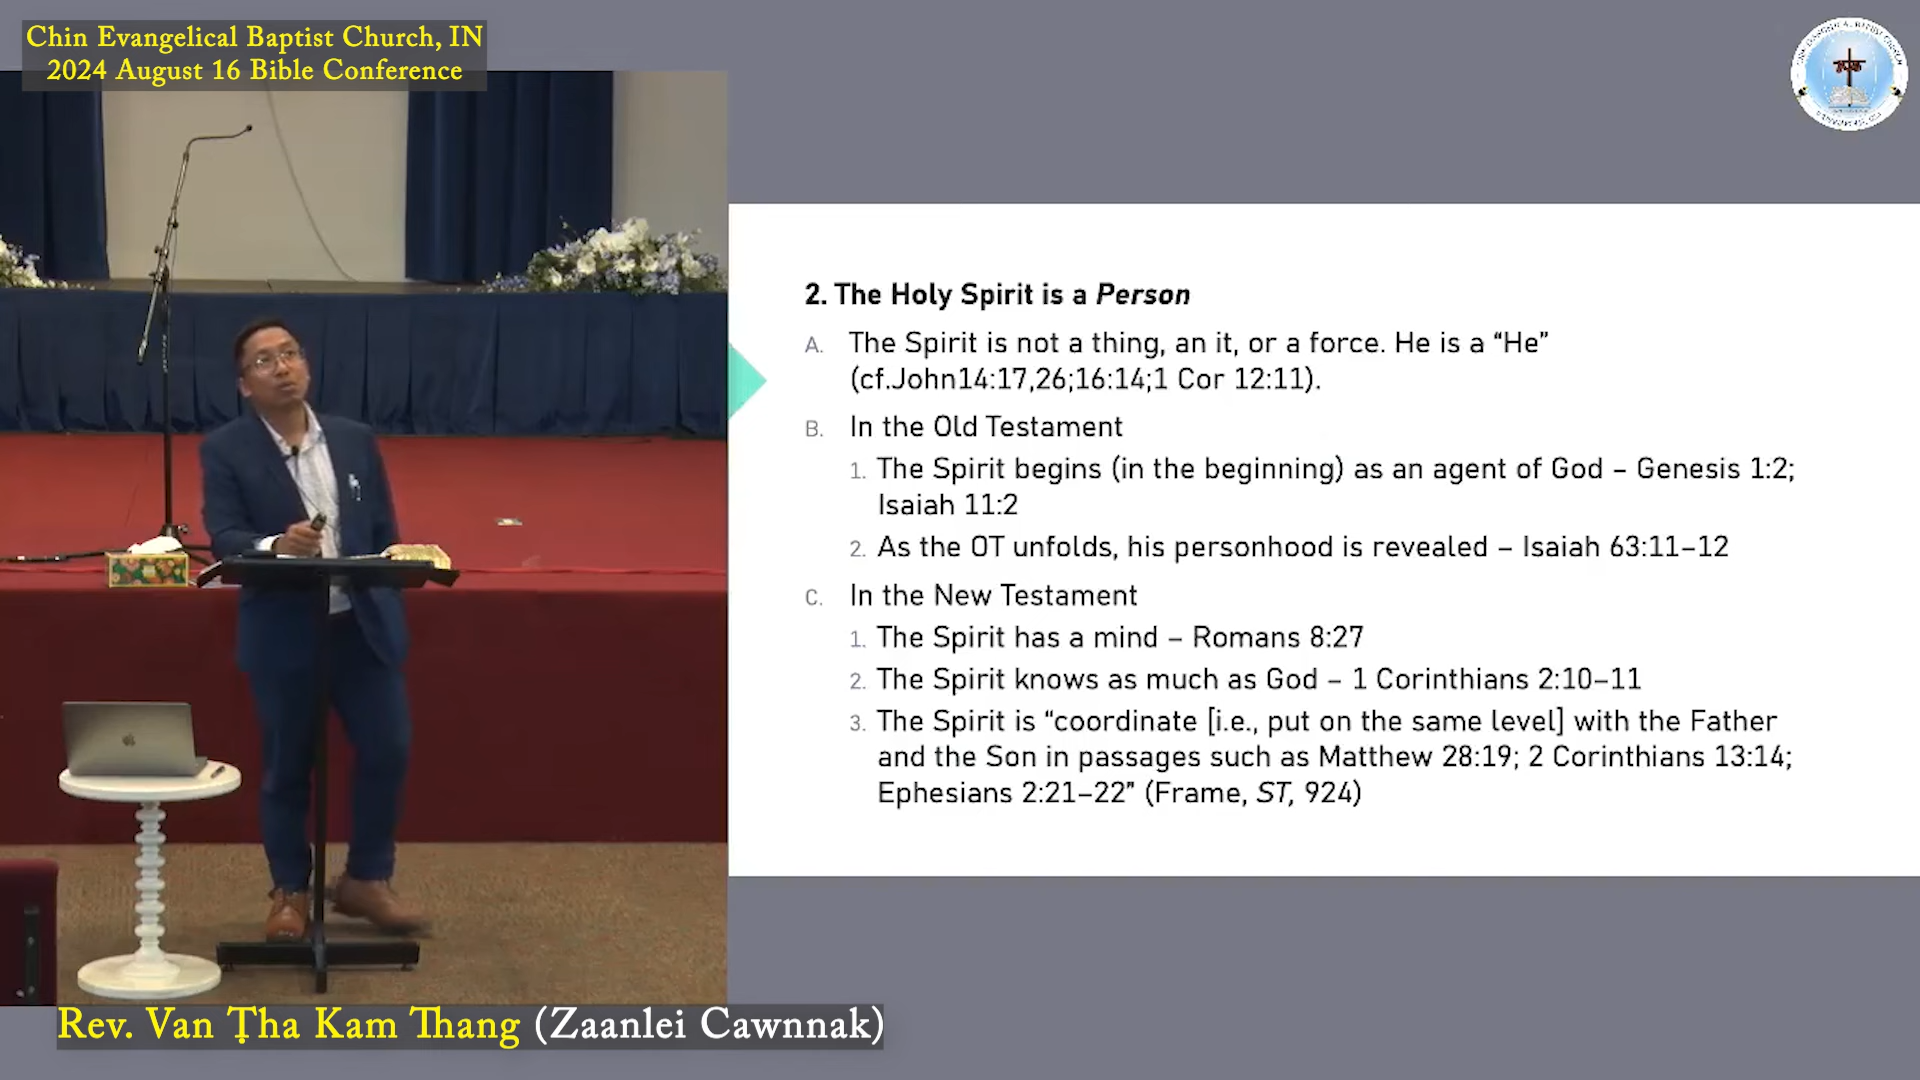 Chin Evangelical Baptist Church, IN
2024 August 16 Bible Conference
2. The Holy Spirit is a Person
A. The Spirit is not a thing, an it, or a force. He is a “He”
(cf.John14:17,26;16:14;1 Cor 12:11).
B. In the Old Testament
1. The Spirit begins (in the beginning) as an agent of God – Genesis 1:2;
Isaiah 11:2
2. As the OT unfolds, his personhood is revealed – Isaiah 63:11–12
C. In the New Testament
1. The Spirit has a mind – Romans 8:27
2. The Spirit knows as much as God – 1 Corinthians 2:10–11
3. The Spirit is “coordinate [i.e., put on the same level] with the Father
and the Son in passages such as Matthew 28:19; 2 Corinthians 13:14;
Ephesians 2:21–22” (Frame, ST, 924)
Rev. Van Ṭha Kam Thang (Zaanlei Cawnnak)